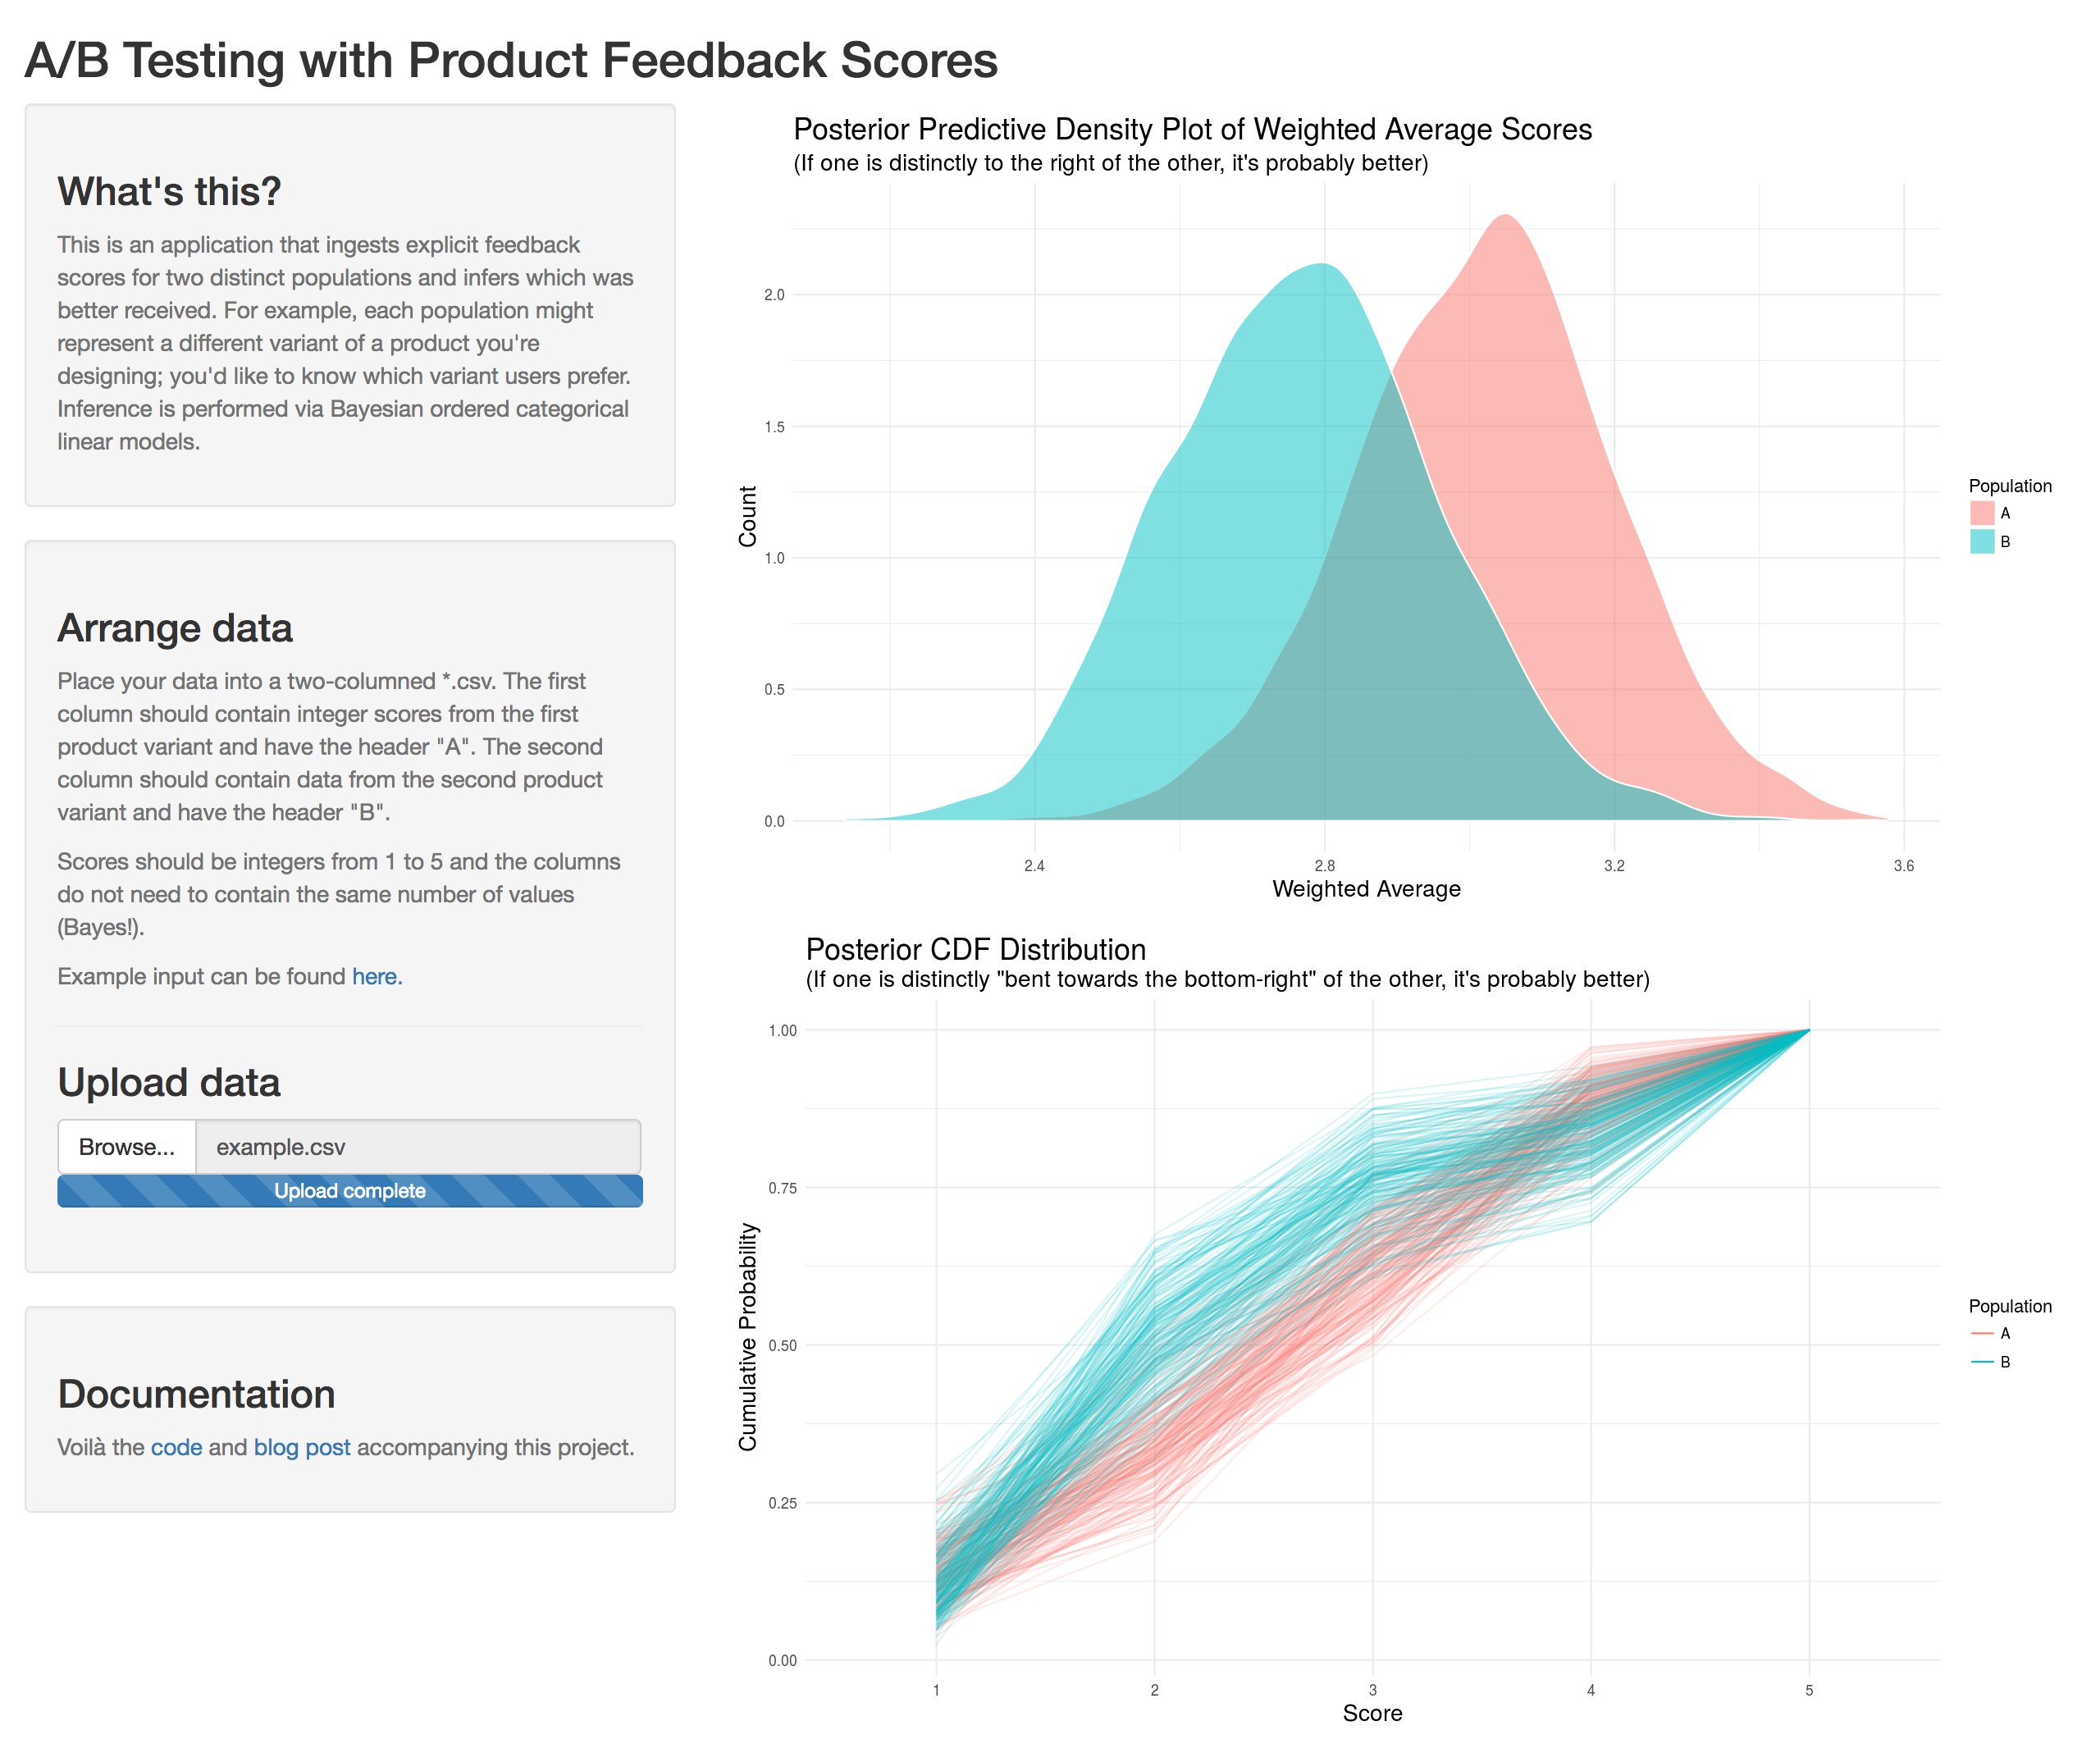 A/B Testing with Product Feedback Scores
What's this?
This is an application that ingests explicit feedback
scores for two distinct populations and infers which was
better received. For example, each population might
represent a different variant of a product you're
designing; you'd like to know which variant users prefer.
Inference is performed via Bayesian ordered categorical
linear models.
Arrange data
Place your data into a two-columned *.csv. The first
column should contain integer scores from the first
product variant and have the header "A". The second
column should contain data from the second product
variant and have the header "B".
Scores should be integers from 1 to 5 and the columns
do not need to contain the same number of values
(Bayes!).
Example input can be found here.
Upload data
Browse... example.csv
Upload complete
Documentation
Voilà the code and blog post accompanying this project.
Posterior Predictive Density Plot of Weighted Average Scores
(If one is distinctly to the right of the other, it's probably better)
Count
2.0
1.5
1.0
0.5
0.0
2.4 2.8 3.2 3.6
Weighted Average
Population
A
B
Posterior CDF Distribution
(If one is distinctly "bent towards the bottom-right" of the other, it's probably better)
Cumulative Probability
1.00
0.75
0.50
0.25
0.00
1 2 3 4 5
Score
Population
A
B